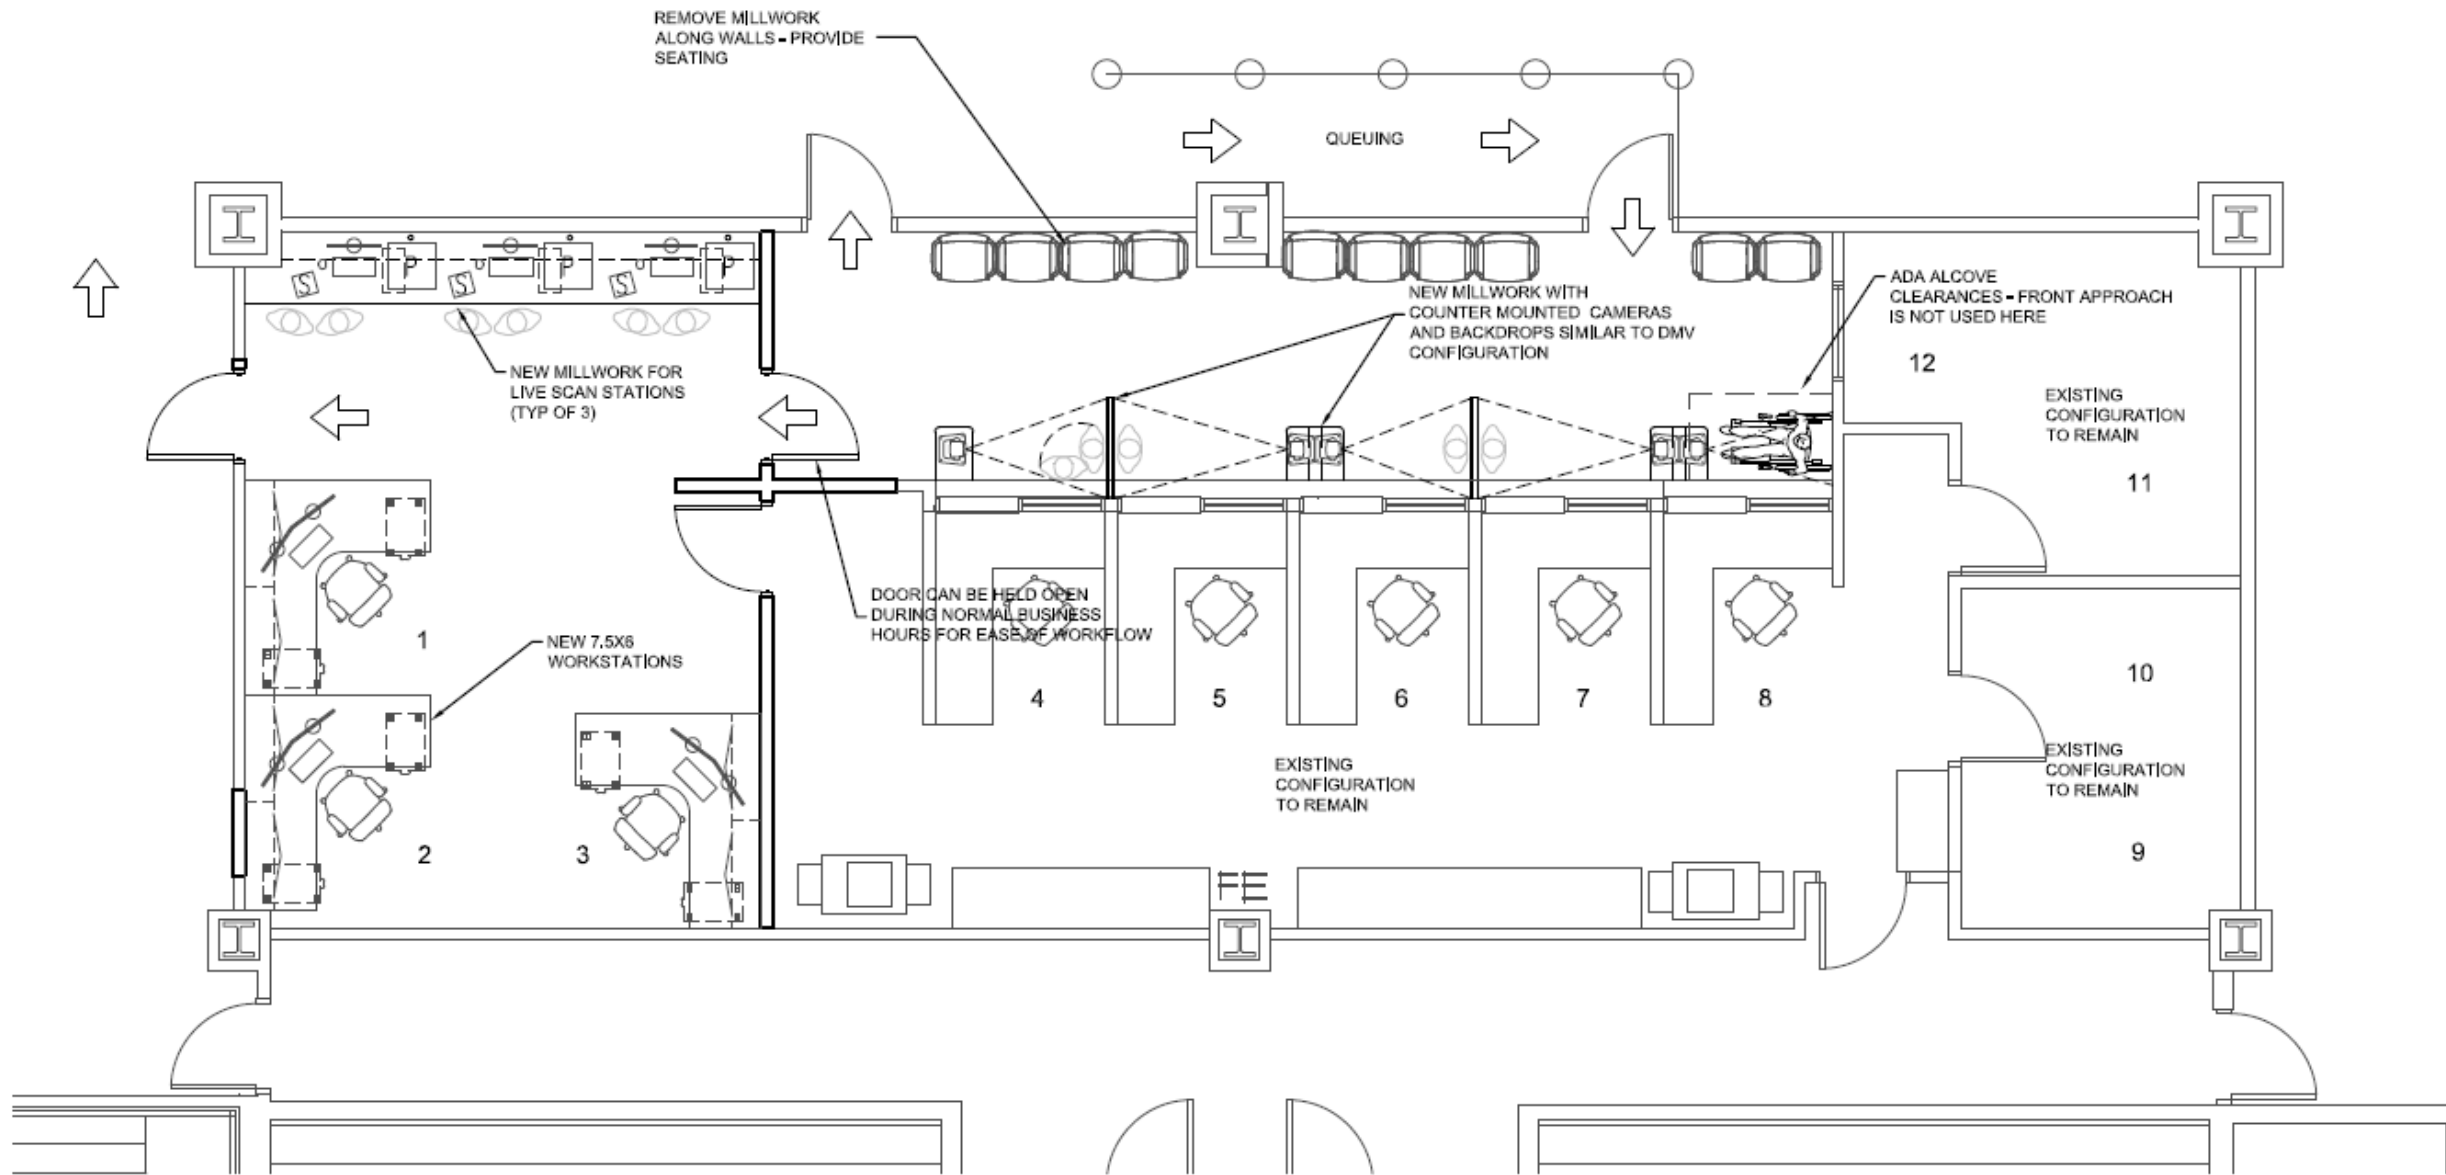 REMOVE MILLWORK
ALONG WALLS - PROVIDE
SEATING
QUEUING
ADA ALCOVE
CLEARANCES - FRONT APPROACH
IS NOT USED HERE
NEW MILLWORK WITH
COUNTER MOUNTED CAMERAS
AND BACKDROPS SIMILAR TO DMV
CONFIGURATION
NEW MILLWORK FOR
LIVE SCAN STATIONS
(TYP OF 3)
12
EXISTING
CONFIGURATION
TO REMAIN
11
DOOR CAN BE HELD OPEN
DURING NORMAL BUSINESS
HOURS FOR EASE OF WORKFLOW
1
NEW 7.5X6
WORKSTATIONS
4
5
6
7
8
10
EXISTING
CONFIGURATION
TO REMAIN
EXISTING
CONFIGURATION
TO REMAIN
2
3
9